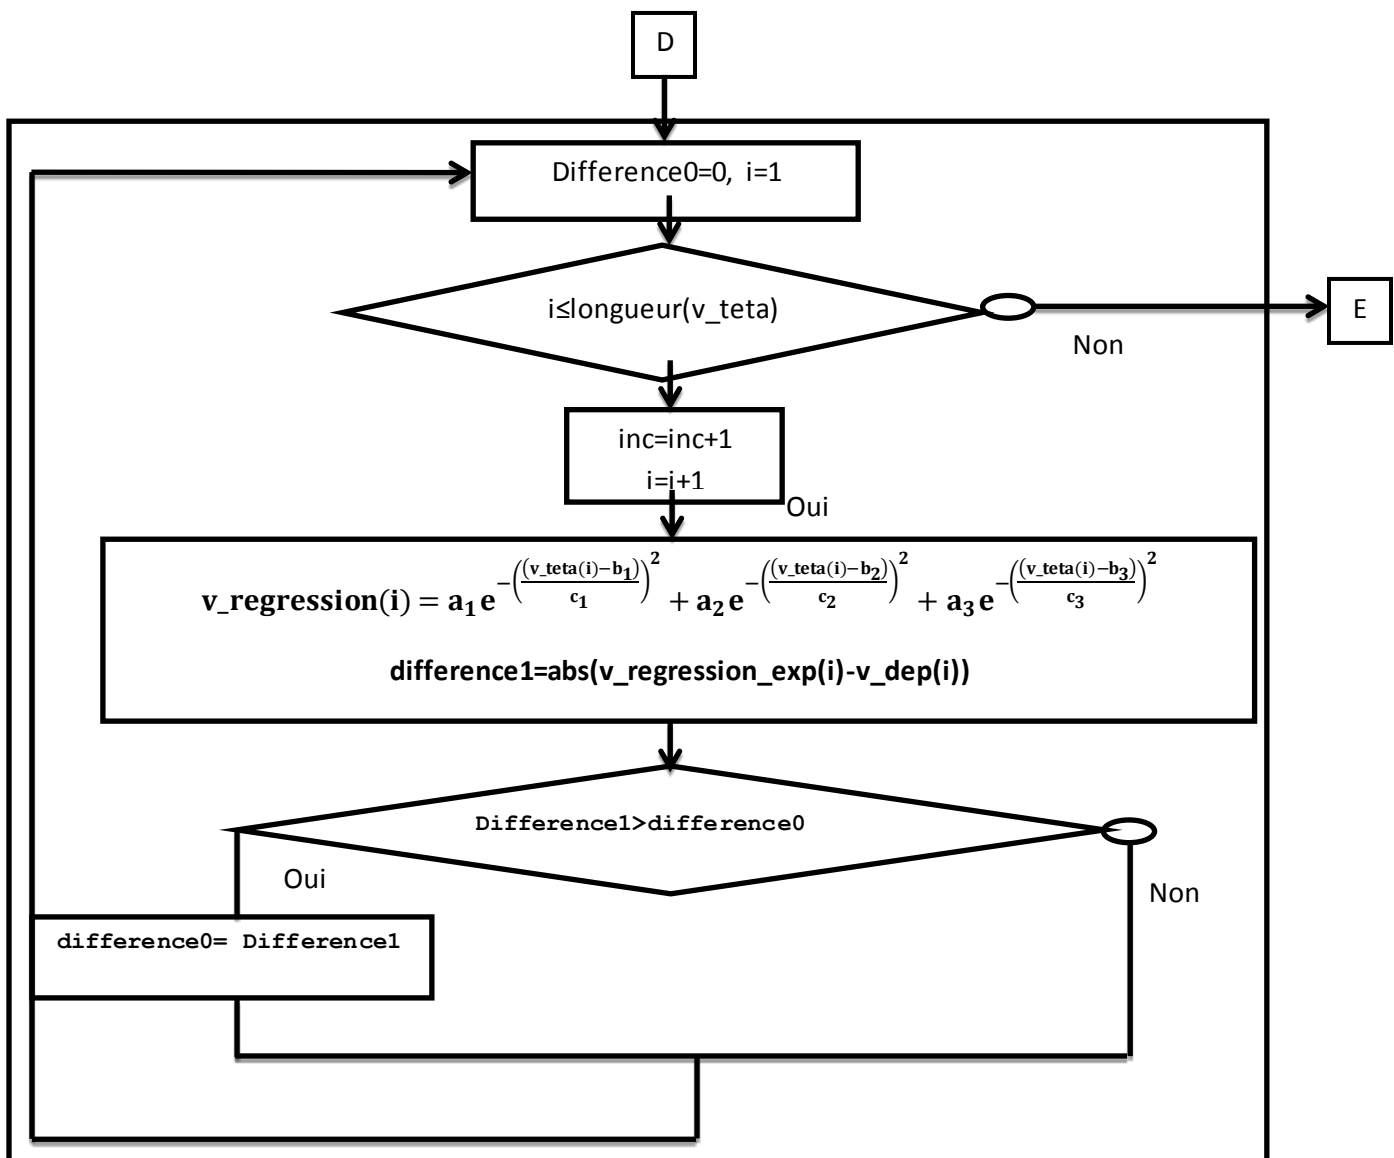 D
Difference0=0, i=1
i≤longueur(v_teta)
E
Non
inc=inc+1
i=i+1
Oui
v_regression(i) = a₁e^{-(((v_teta(i)−b₁)/c₁))²} + a₂e^{-(((v_teta(i)−b₂)/c₂))²} + a₃e^{-(((v_teta(i)−b₃)/c₃))²}
difference1=abs(v_regression_exp(i)-v_dep(i))
Difference1>difference0
Oui
Non
difference0= Difference1